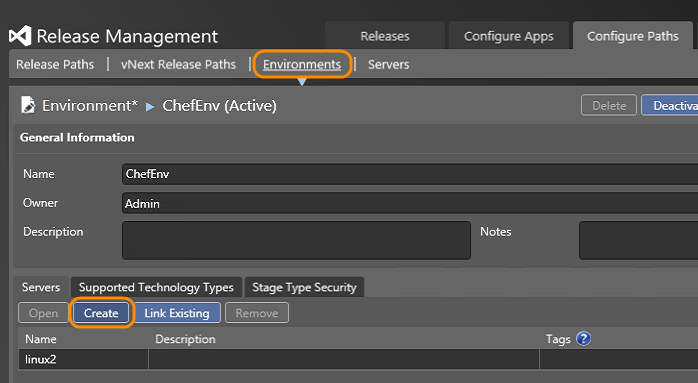 Release Management
Releases
Configure Apps
Configure Paths
Release Paths | vNext Release Paths | Environments | Servers
Environment* ▸ ChefEnv (Active)
Delete
Deactiva
General Information
Name
ChefEnv
Owner
Admin
Description
Notes
Servers
Supported Technology Types
Stage Type Security
Open
Create
Link Existing
Remove
Name
Description
Tags ?
linux2